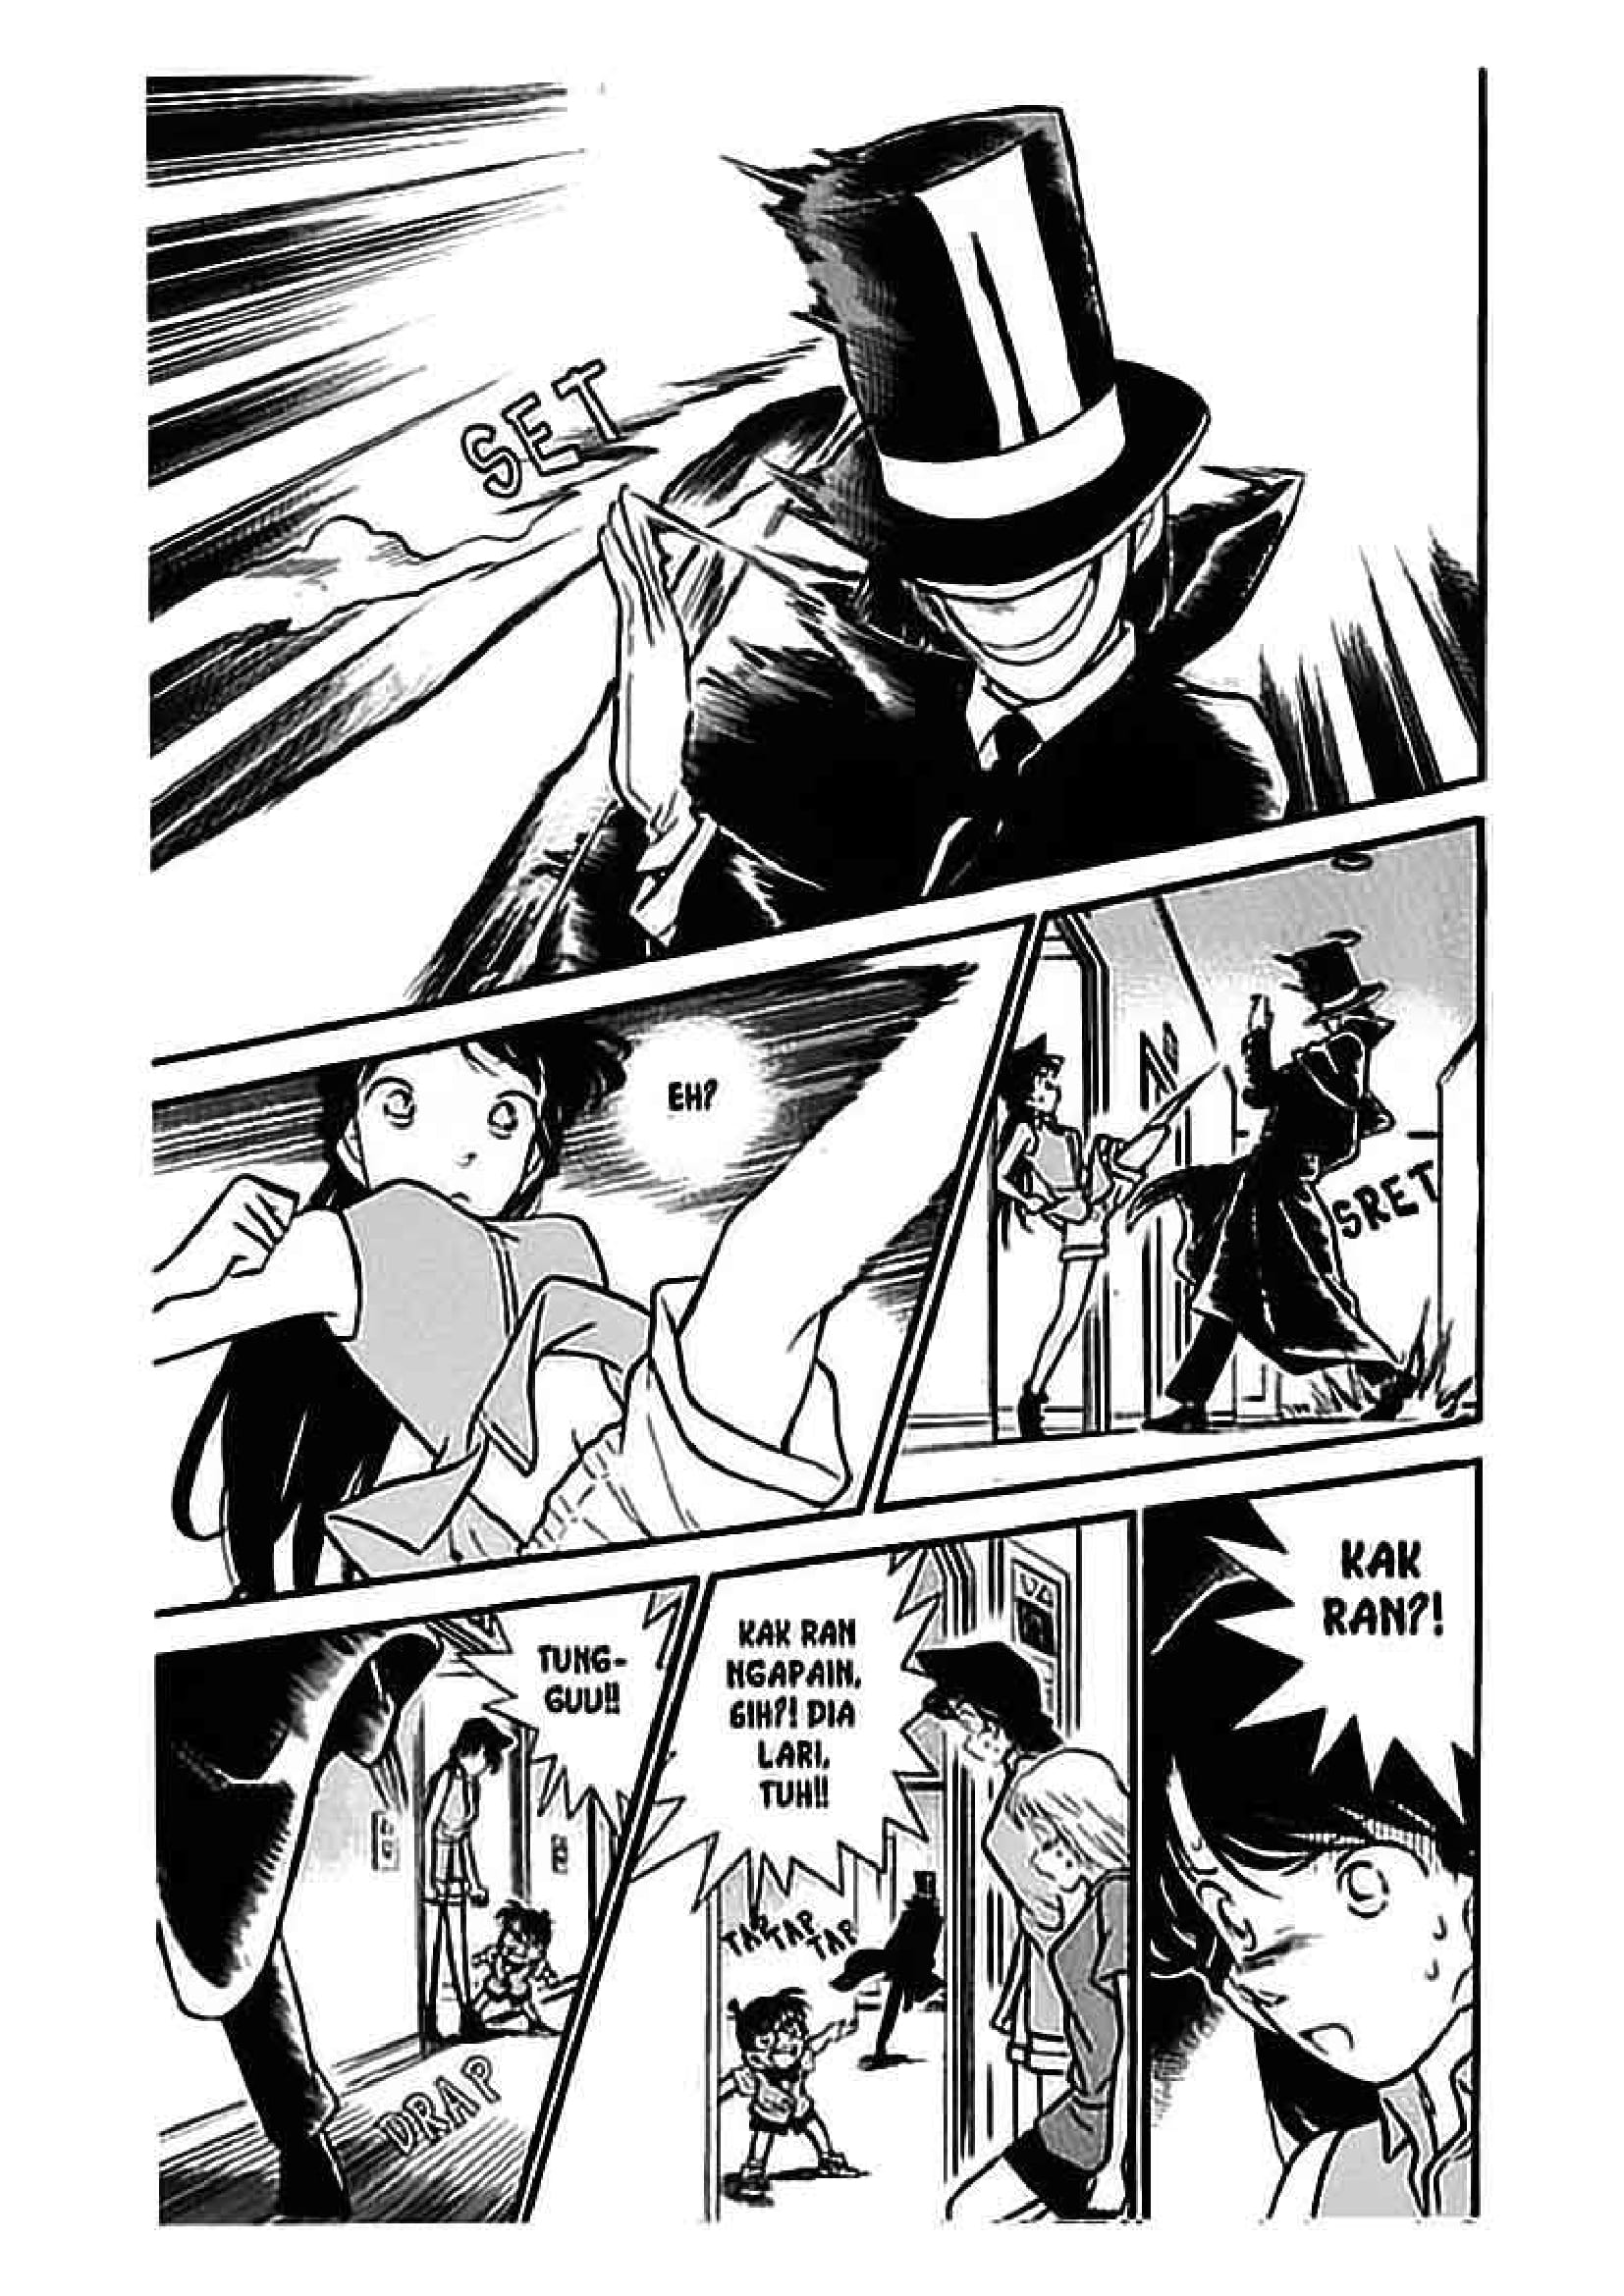 SET
SRET
EH?
KAK
RAN?!
KAK RAN
NGAPAIN,
SIH?! DIA
LARI,
TUH!!
TAP TAP TAP
TUNG-
GUU!!
DRAP